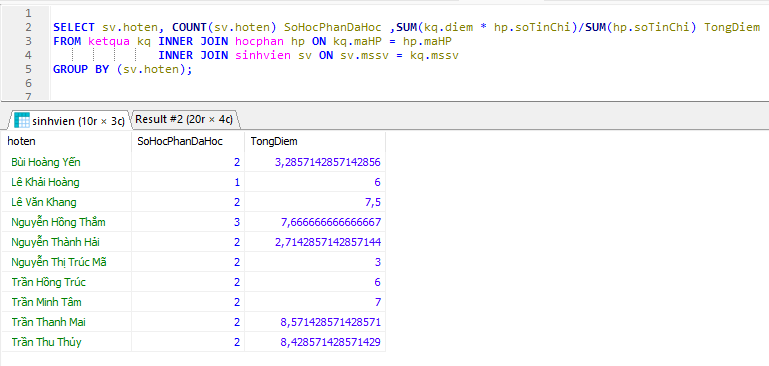 1
2 SELECT sv.hoten, COUNT(sv.hoten) SoHocPhanDaHoc ,SUM(kq.diem * hp.soTinChi)/SUM(hp.soTinChi) TongDiem
3 FROM ketqua kq INNER JOIN hocphan hp ON kq.maHP = hp.maHP
4 INNER JOIN sinhvien sv ON sv.mssv = kq.mssv
5 GROUP BY (sv.hoten);
6
7
sinhvien (10r × 3c) Result #2 (20r × 4c)
hoten SoHocPhanDaHoc TongDiem
Bùi Hoàng Yến 2 3,2857142857142856
Lê Khải Hoàng 1 6
Lê Văn Khang 2 7,5
Nguyễn Hồng Thắm 3 7,666666666666667
Nguyễn Thành Hải 2 2,7142857142857144
Nguyễn Thị Trúc Mã 2 3
Trần Hồng Trúc 2 6
Trần Minh Tâm 2 7
Trần Thanh Mai 2 8,571428571428571
Trần Thu Thủy 2 8,428571428571429